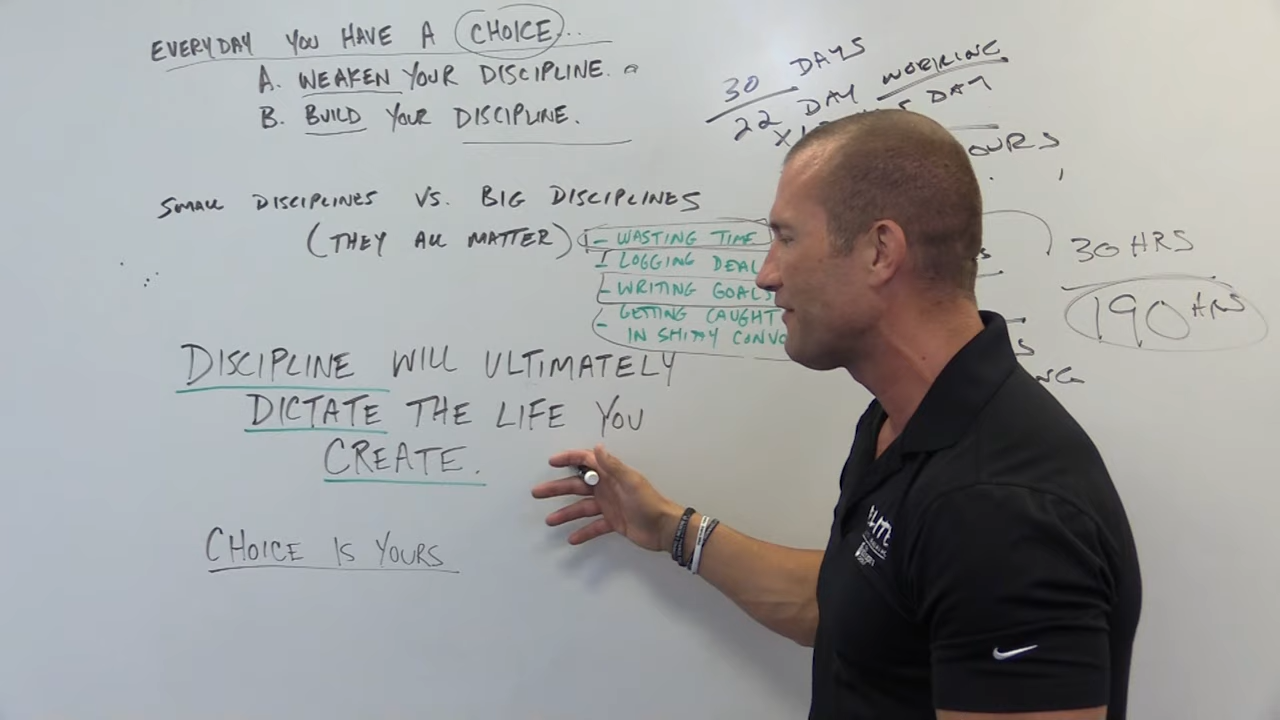 EVERYDAY YOU HAVE A CHOICE...
A. WEAKEN YOUR DISCIPLINE.
B. BUILD YOUR DISCIPLINE.
SMALL DISCIPLINES VS. BIG DISCIPLINES
(THEY ALL MATTER)
- WASTING TIME
- LOGGING DEAL
- WRITING GOALS
- GETTING CAUGHT
IN SHITTY CONVO
DISCIPLINE WILL ULTIMATELY
DICTATE THE LIFE YOU
CREATE.
CHOICE IS YOURS
30 DAYS
22 DAY WORKING
DAY
OURS
30 HRS
190 HRS